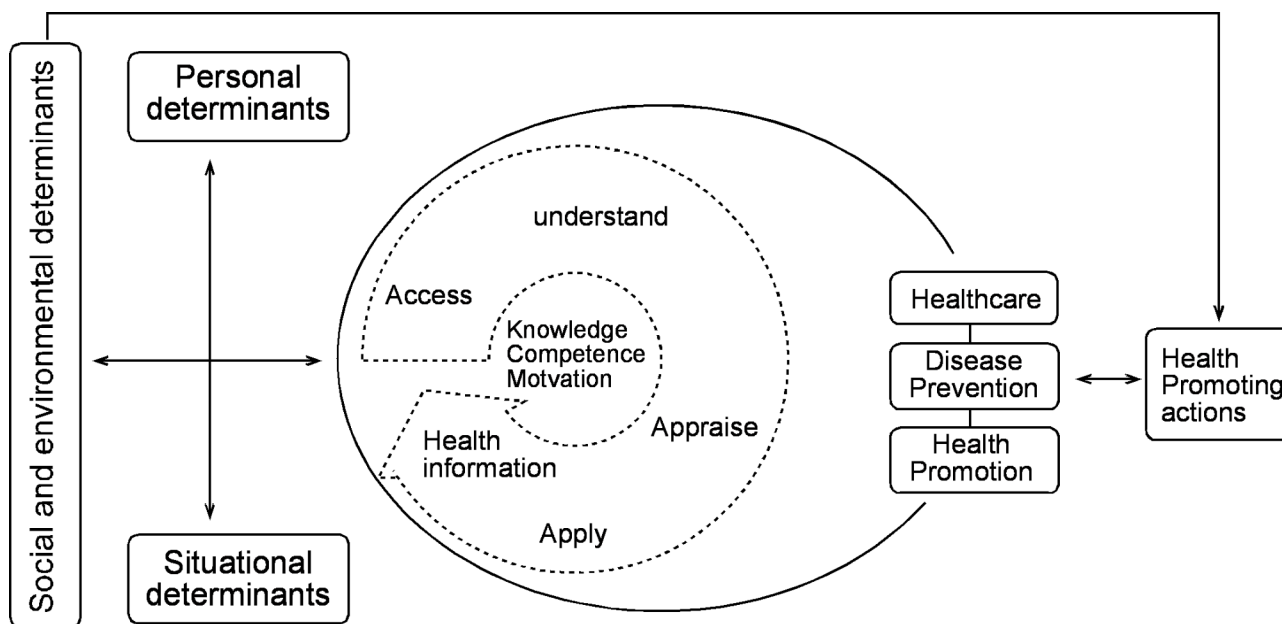 Social and environmental determinants
Personal
determinants
understand
Access
Knowledge
Competence
Motvation
Health
information
Appraise
Apply
Situational
determinants
Healthcare
Disease
Prevention
Health
Promotion
Health
Promoting
actions